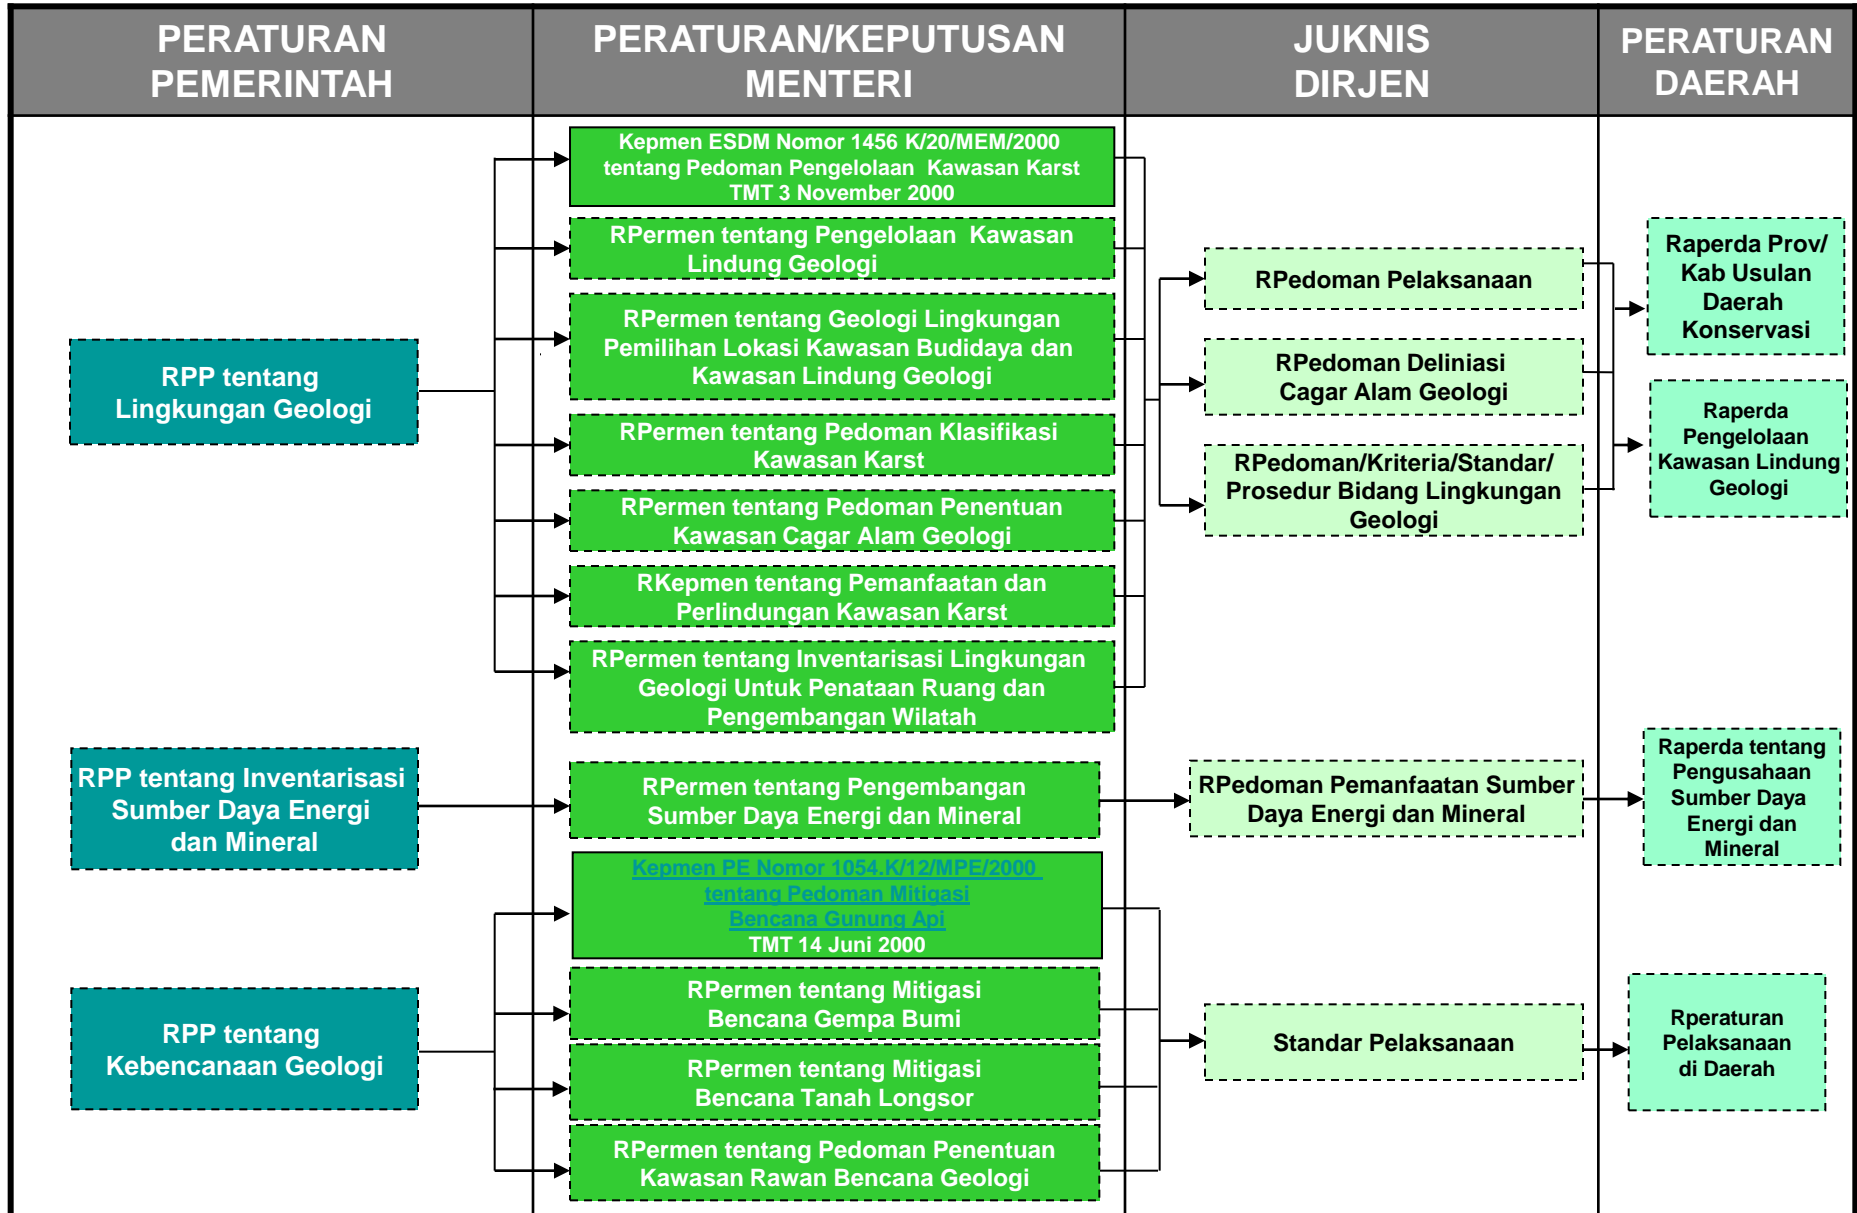 PERATURAN
PEMERINTAH
PERATURAN/KEPUTUSAN
MENTERI
JUKNIS
DIRJEN
PERATURAN
DAERAH
RPP tentang
Lingkungan Geologi
Kepmen ESDM Nomor 1456 K/20/MEM/2000
tentang Pedoman Pengelolaan Kawasan Karst
TMT 3 November 2000
RPermen tentang Pengelolaan Kawasan
Lindung Geologi
RPermen tentang Geologi Lingkungan
Pemilihan Lokasi Kawasan Budidaya dan
Kawasan Lindung Geologi
RPermen tentang Pedoman Klasifikasi
Kawasan Karst
RPermen tentang Pedoman Penentuan
Kawasan Cagar Alam Geologi
RKepmen tentang Pemanfaatan dan
Perlindungan Kawasan Karst
RPermen tentang Inventarisasi Lingkungan
Geologi Untuk Penataan Ruang dan
Pengembangan Wilatah
RPedoman Pelaksanaan
RPedoman Deliniasi
Cagar Alam Geologi
RPedoman/Kriteria/Standar/
Prosedur Bidang Lingkungan
Geologi
Raperda Prov/
Kab Usulan
Daerah
Konservasi
Raperda
Pengelolaan
Kawasan Lindung
Geologi
RPP tentang Inventarisasi
Sumber Daya Energi
dan Mineral
RPermen tentang Pengembangan
Sumber Daya Energi dan Mineral
RPedoman Pemanfaatan Sumber
Daya Energi dan Mineral
Raperda tentang
Pengusahaan
Sumber Daya
Energi dan
Mineral
RPP tentang
Kebencanaan Geologi
Kepmen PE Nomor 1054.K/12/MPE/2000
tentang Pedoman Mitigasi
Bencana Gunung Api
TMT 14 Juni 2000
RPermen tentang Mitigasi
Bencana Gempa Bumi
RPermen tentang Mitigasi
Bencana Tanah Longsor
RPermen tentang Pedoman Penentuan
Kawasan Rawan Bencana Geologi
Standar Pelaksanaan
Rperaturan
Pelaksanaan
di Daerah